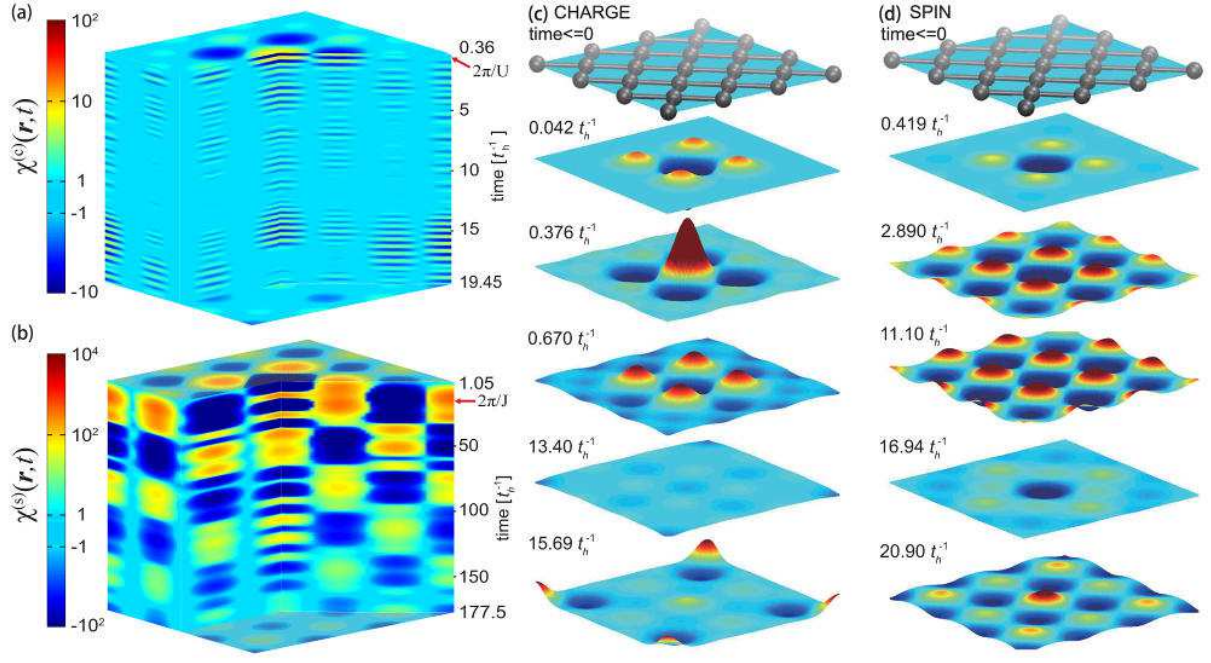 (a)
10²
10
1
-1
-10
χ⁽ᶜ⁾(r,t)
0.36
2π/U
5
10
15
19.45
time [t_h⁻¹]
(b)
10⁴
10²
1
-1
-10²
χ⁽ˢ⁾(r,t)
1.05
2π/J
50
100
150
177.5
time [t_h⁻¹]
(c) CHARGE
time<=0
0.042 t_h⁻¹
0.376 t_h⁻¹
0.670 t_h⁻¹
13.40 t_h⁻¹
15.69 t_h⁻¹
(d) SPIN
time<=0
0.419 t_h⁻¹
2.890 t_h⁻¹
11.10 t_h⁻¹
16.94 t_h⁻¹
20.90 t_h⁻¹